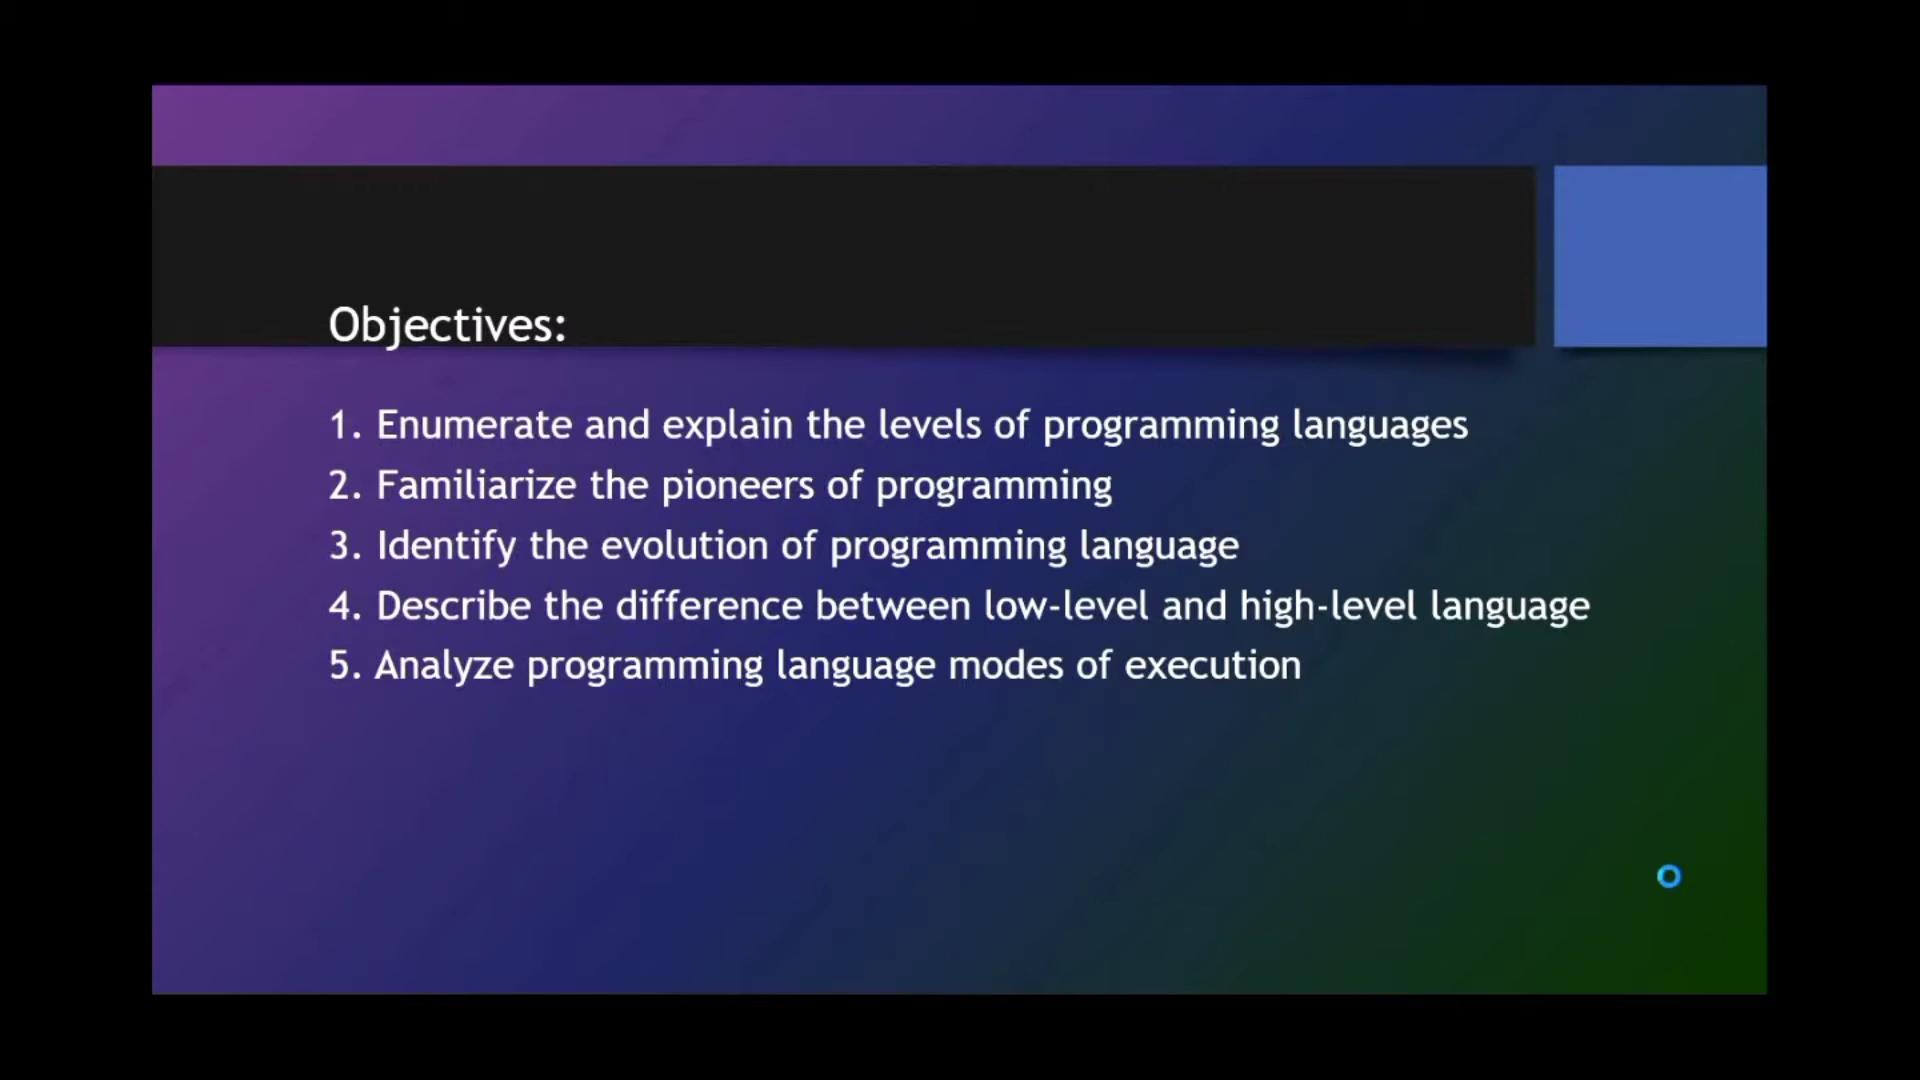 Objectives:
1. Enumerate and explain the levels of programming languages
2. Familiarize the pioneers of programming
3. Identify the evolution of programming language
4. Describe the difference between low-level and high-level language
5. Analyze programming language modes of execution